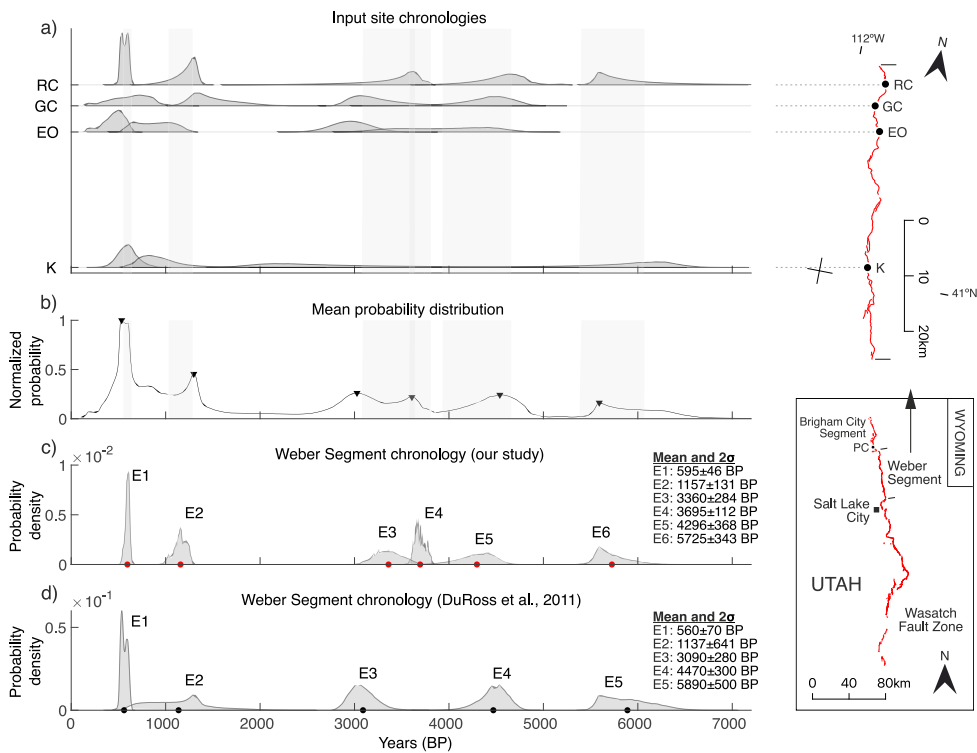 a)
Input site chronologies
RC
GC
EO
K
112°W
N
RC
GC
EO
K
0
10
20km
41°N
b)
Mean probability distribution
Normalized
probability
1
0.5
0
c)
×10⁻²
Weber Segment chronology (our study)
Probability
density
1
0.5
0
E1
E2
E3
E4
E5
E6
Mean and 2σ
E1: 595±46 BP
E2: 1157±131 BP
E3: 3360±284 BP
E4: 3695±112 BP
E5: 4296±368 BP
E6: 5725±343 BP
d)
×10⁻¹
Weber Segment chronology (DuRoss et al., 2011)
Probability
density
0.5
0
E1
E2
E3
E4
E5
Mean and 2σ
E1: 560±70 BP
E2: 1137±641 BP
E3: 3090±280 BP
E4: 4470±300 BP
E5: 5890±500 BP
0 1000 2000 3000 4000 5000 6000 7000
Years (BP)
WYOMING
Brigham City
Segment
PC
Weber
Segment
Salt Lake
City
UTAH
Wasatch
Fault Zone
N
0 40 80km